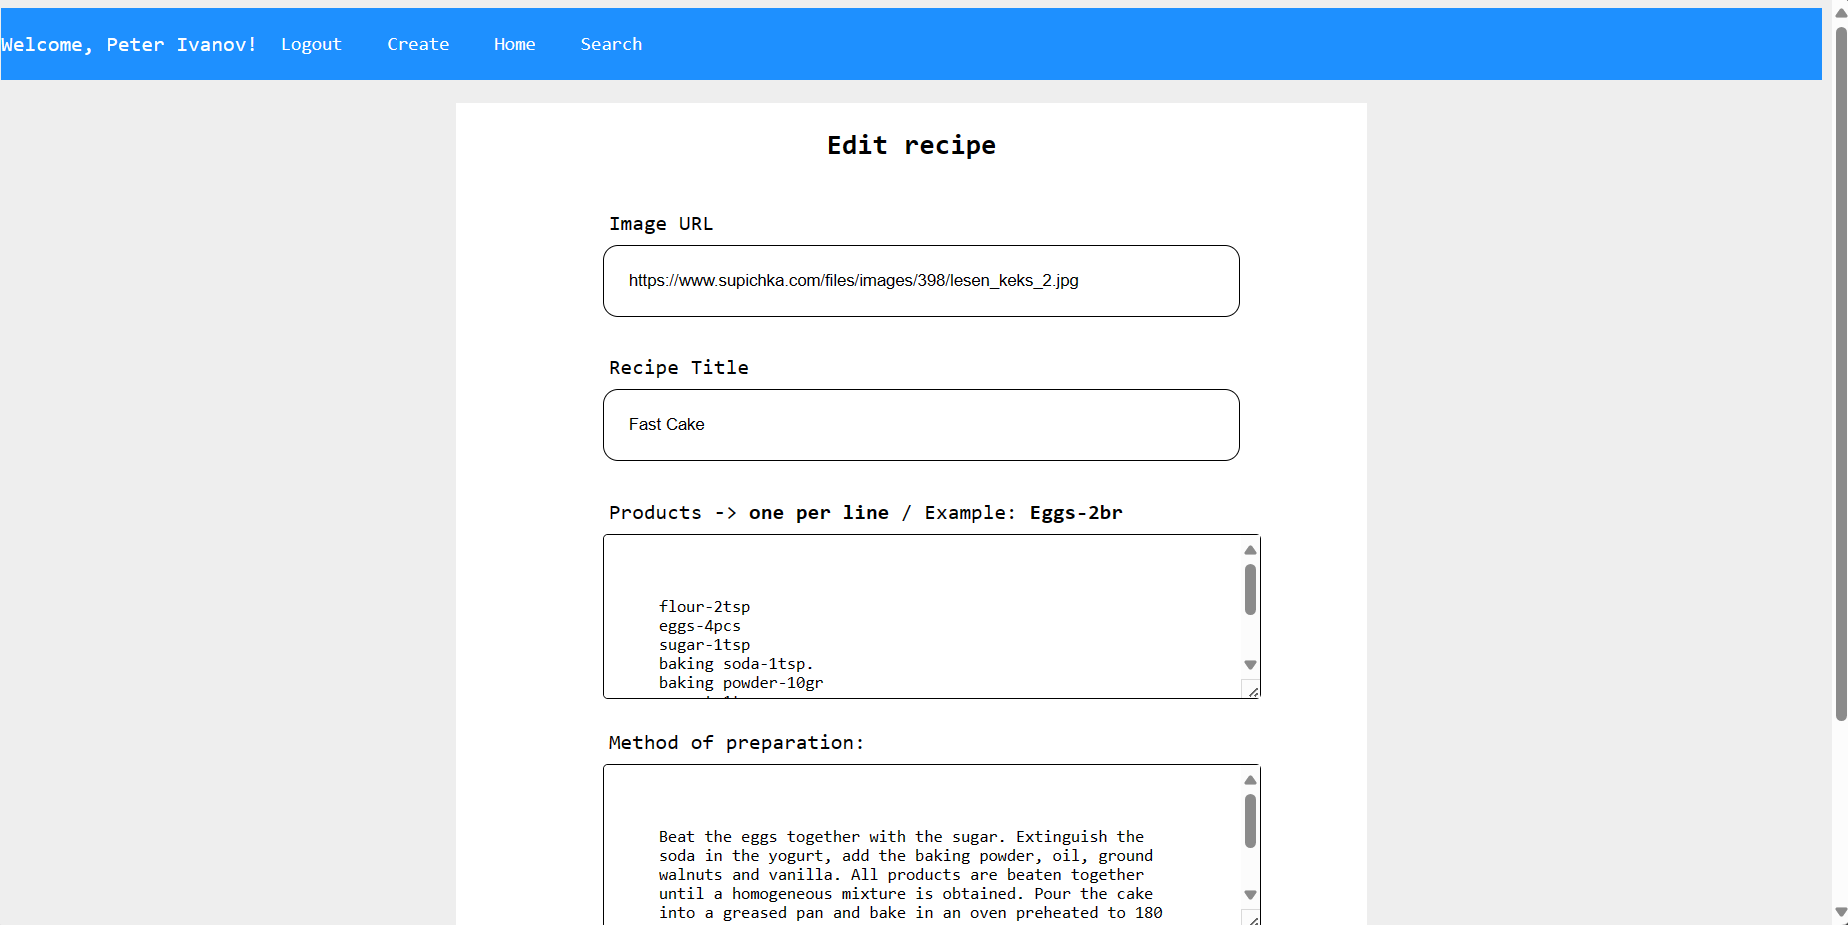 Welcome, Peter Ivanov! Logout Create Home Search
Edit recipe
Image URL
https://www.supichka.com/files/images/398/lesen_keks_2.jpg
Recipe Title
Fast Cake
Products -> one per line / Example: Eggs-2br
flour-2tsp
eggs-4pcs
sugar-1tsp
baking soda-1tsp.
baking powder-10gr
Method of preparation:
Beat the eggs together with the sugar. Extinguish the
soda in the yogurt, add the baking powder, oil, ground
walnuts and vanilla. All products are beaten together
until a homogeneous mixture is obtained. Pour the cake
into a greased pan and bake in an oven preheated to 180